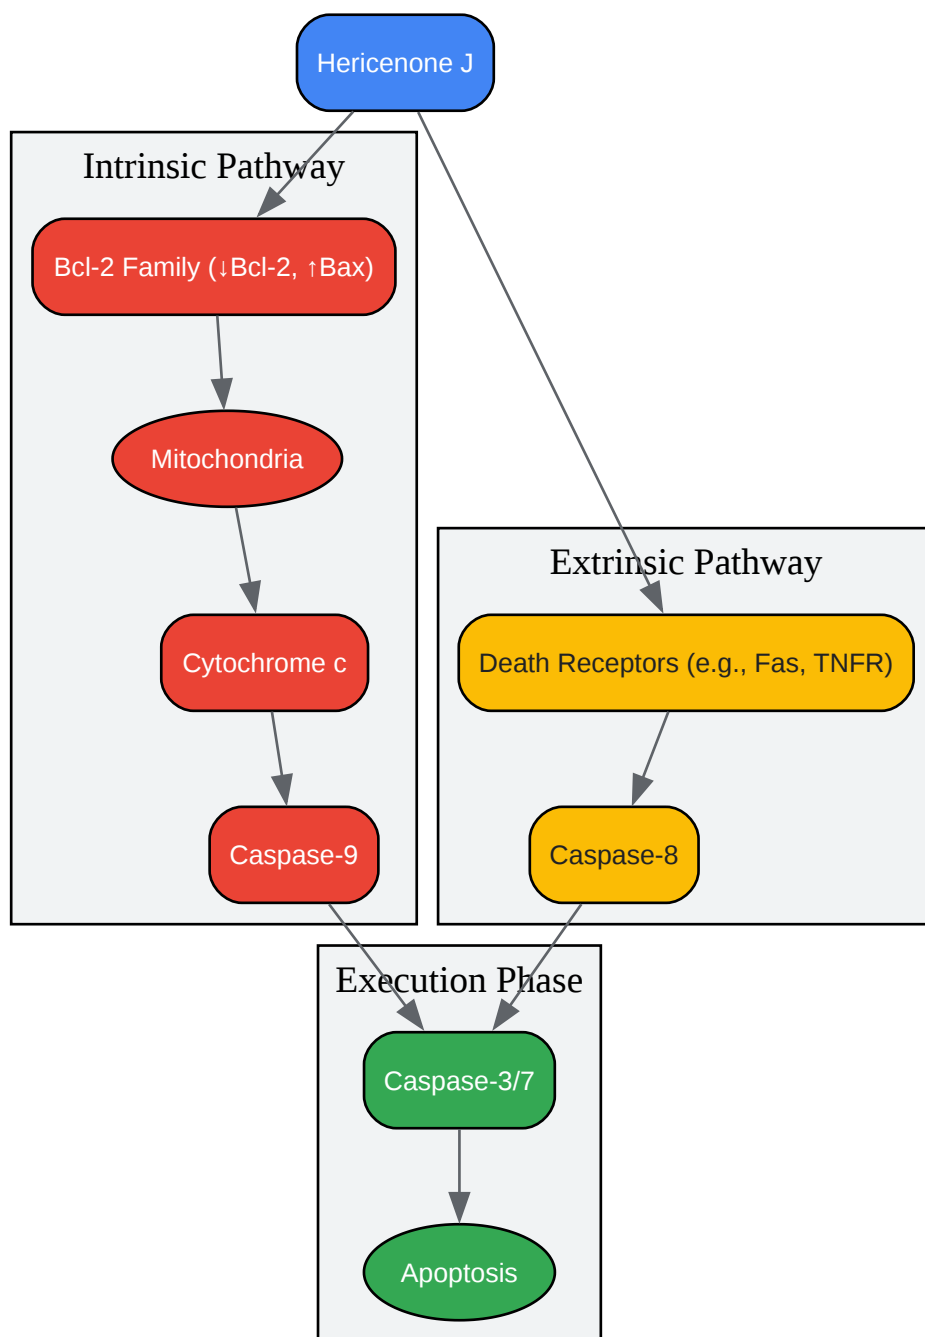 Hericenone J
Intrinsic Pathway
Bcl-2 Family (↓Bcl-2, ↑Bax)
Mitochondria
Cytochrome c
Caspase-9
Extrinsic Pathway
Death Receptors (e.g., Fas, TNFR)
Caspase-8
Execution Phase
Caspase-3/7
Apoptosis